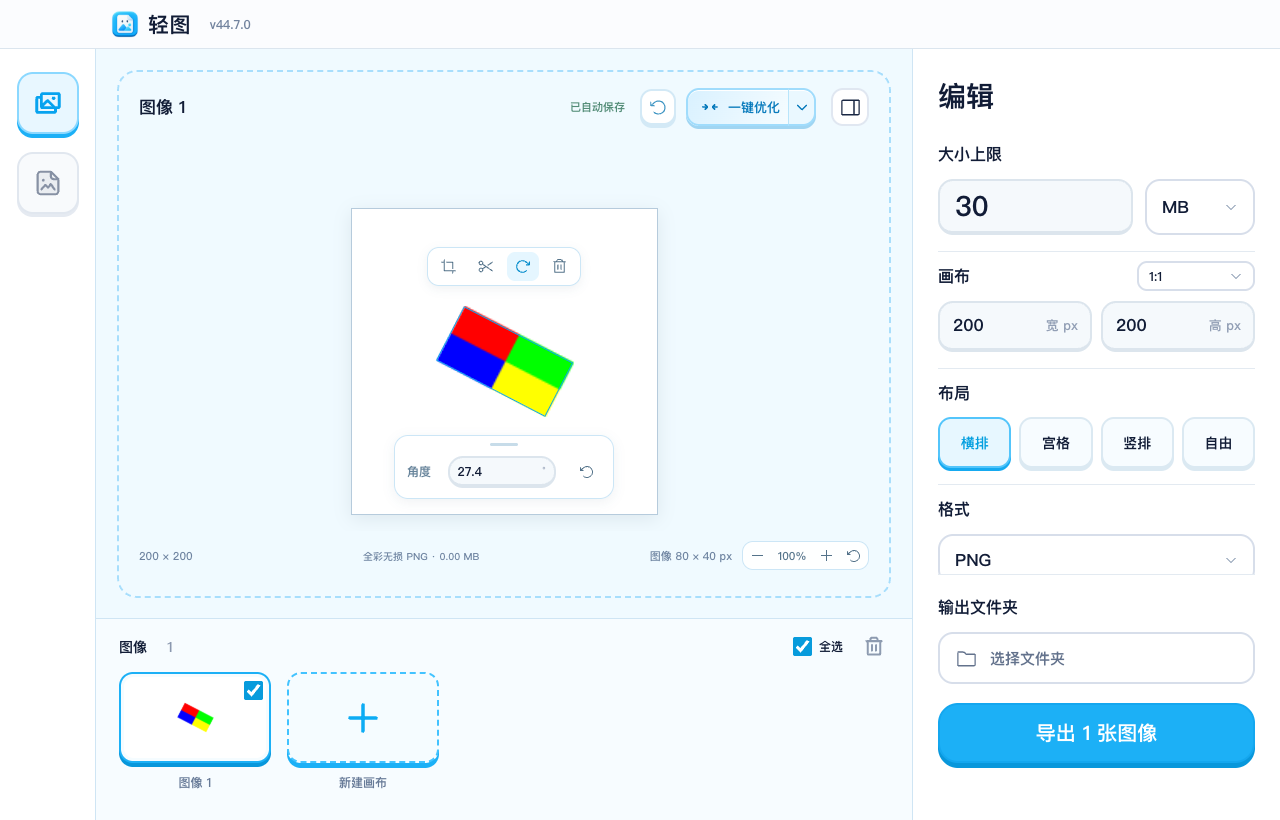 轻图 v44.7.0
图像 1
已自动保存
一键优化
角度 27.4 °
200 × 200
全彩无损 PNG · 0.00 MB
图像 80 × 40 px
100%
图像 1
全选
图像 1
新建画布
编辑
大小上限
30 MB
画布 1:1
200 宽 px 200 高 px
布局
横排 宫格 竖排 自由
格式
PNG
输出文件夹
选择文件夹
导出 1 张图像